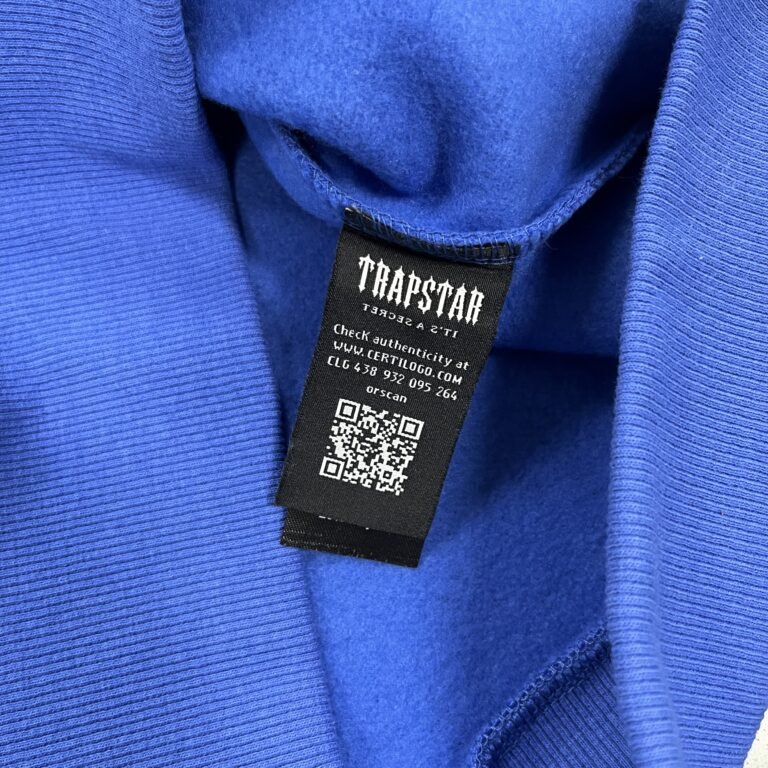 TRAPSTAR
IT'S A SECRET
CHecK authenticity at
WWW.CERTILOGO.COM
CLG 438 932 095 264
orscan